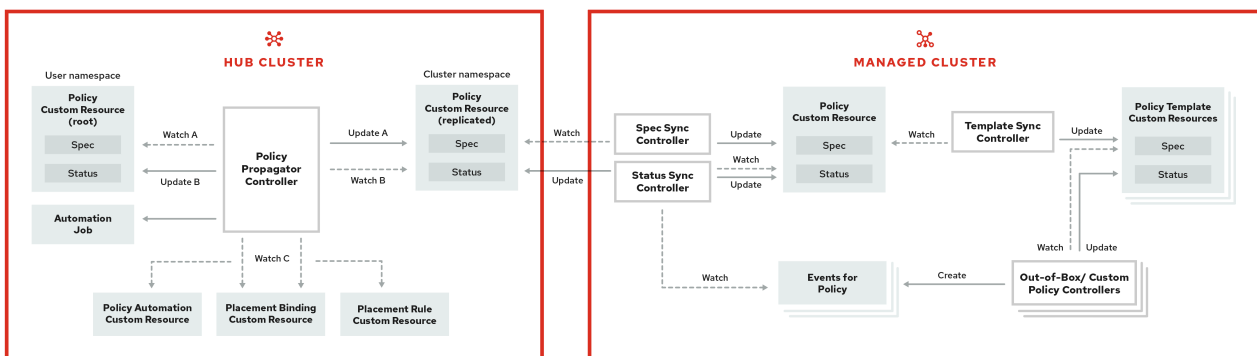 HUB CLUSTER
User namespace
Policy
Custom Resource
(root)
Spec
Status
Watch A
Update B
Policy
Propagator
Controller
Update A
Watch B
Cluster namespace
Policy
Custom Resource
(replicated)
Spec
Status
Automation
Job
Watch C
Policy Automation
Custom Resource
Placement Binding
Custom Resource
Placement Rule
Custom Resource
Watch
Update
MANAGED CLUSTER
Spec Sync
Controller
Status Sync
Controller
Update
Watch
Update
Policy
Custom Resource
Spec
Status
Watch
Template Sync
Controller
Update
Policy Template
Custom Resources
Spec
Status
Watch
Update
Watch
Events for
Policy
Create
Out-of-Box/ Custom
Policy Controllers